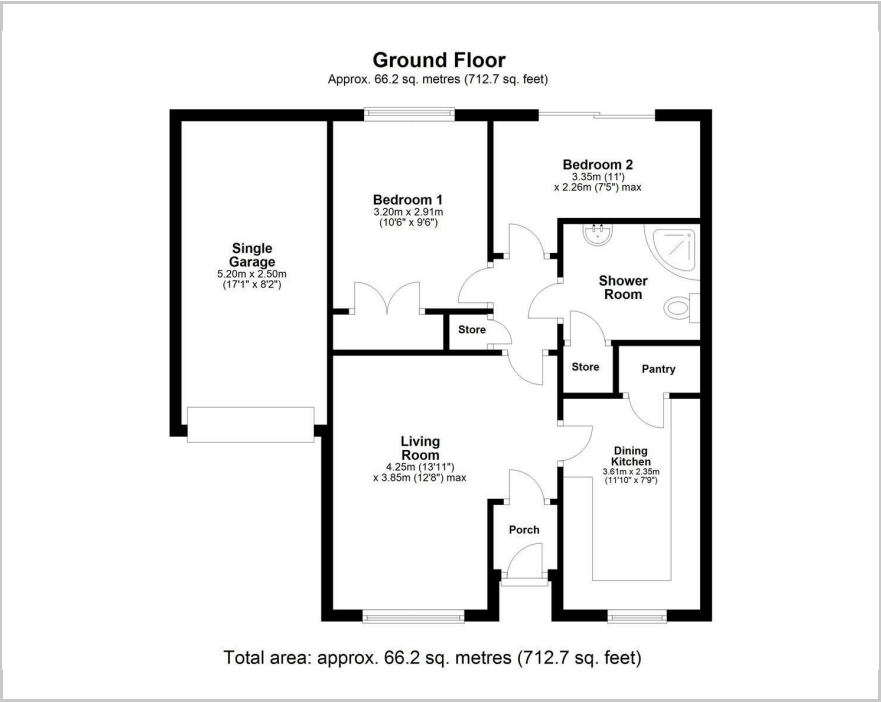 Ground Floor
Approx. 66.2 sq. metres (712.7 sq. feet)
Bedroom 2
3.35m (11')
x 2.26m (7'5") max
Bedroom 1
3.20m x 2.91m
(10'6" x 9'6")
Single
Garage
5.20m x 2.50m
(17'1" x 8'2")
Shower
Room
Store
Store
Pantry
Living
Room
4.25m (13'11")
x 3.85m (12'8") max
Dining
Kitchen
3.61m x 2.35m
(11'10" x 7'9")
Porch
Total area: approx. 66.2 sq. metres (712.7 sq. feet)